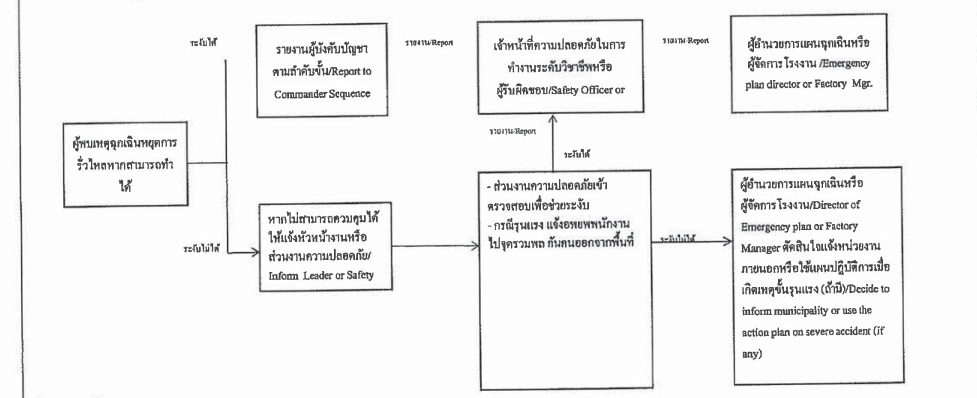 ระงับได้
รายงานผู้บังคับบัญชา
ตามลำดับขั้น/Report to
Commander Sequence
รายงาน/Report
เจ้าหน้าที่ความปลอดภัยในการ
ทำงานระดับวิชาชีพหรือ
ผู้รับผิดชอบ/Safety Officer or
รายงาน/Report
ผู้อำนวยการแผนฉุกเฉินหรือ
ผู้จัดการ โรงงาน /Emergency
plan director or Factory Mgr.
ผู้พบเหตุฉุกเฉินหยุดการ
รั่วไหลหากสามารถทำ
ได้
รายงาน/Report
ระงับได้
ระงับไม่ได้
หากไม่สามารถควบคุมได้
ให้แจ้งหัวหน้างานหรือ
ส่วนงานความปลอดภัย/
Inform Leader or Safety
- ส่วนงานความปลอดภัยเข้า
ตรวจสอบเพื่อช่วยระงับ
- กรณีรุนแรง แจ้งอพยพพนักงาน
ไปจุดรวมพล กันคนออกจากพื้นที่
ระงับไม่ได้
ผู้อำนวยการแผนฉุกเฉินหรือ
ผู้จัดการ โรงงาน/Director of
Emergency plan or Factory
Manager ตัดสินใจแจ้งหน่วยงาน
ภายนอกหรือใช้แผนปฏิบัติการเมื่อ
เกิดเหตุขั้นรุนแรง (ถ้ามี)/Decide to
inform municipality or use the
action plan on severe accident (if
any)